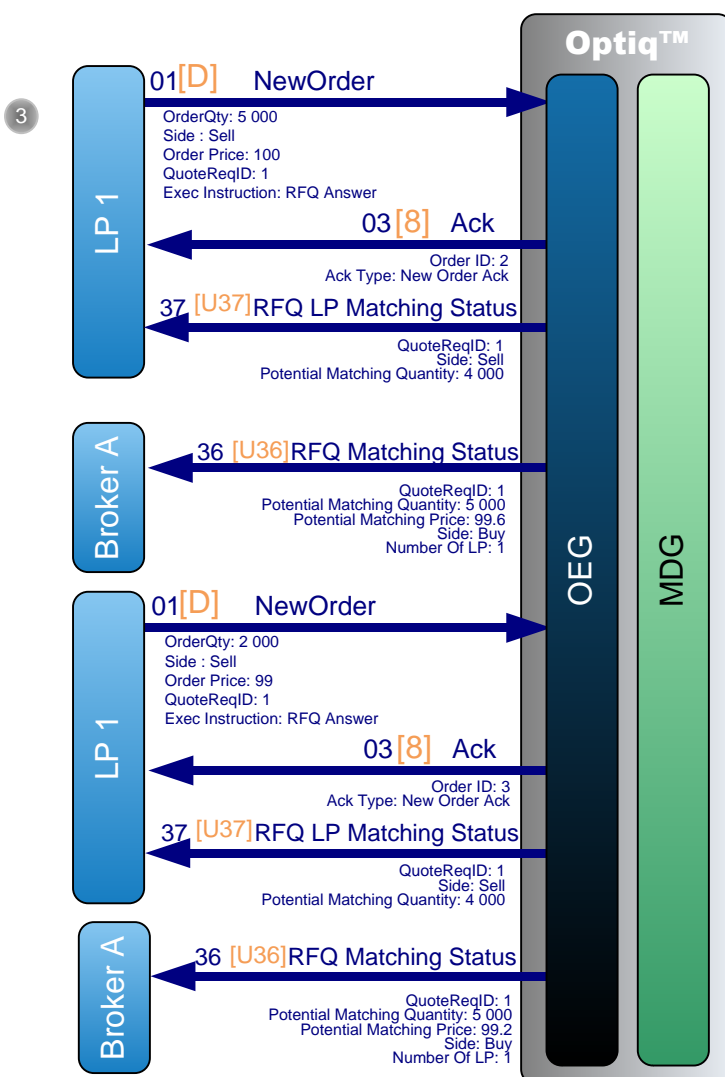 Optiq™
3
LP 1
01[D] NewOrder
OrderQty: 5 000
Side : Sell
Order Price: 100
QuoteReqID: 1
Exec Instruction: RFQ Answer
03[8] Ack
Order ID: 2
Ack Type: New Order Ack
37 [U37]RFQ LP Matching Status
QuoteReqID: 1
Side: Sell
Potential Matching Quantity: 4 000
Broker A
36 [U36]RFQ Matching Status
QuoteReqID: 1
Potential Matching Quantity: 5 000
Potential Matching Price: 99.6
Side: Buy
Number Of LP: 1
OEG
MDG
LP 1
01[D] NewOrder
OrderQty: 2 000
Side : Sell
Order Price: 99
QuoteReqID: 1
Exec Instruction: RFQ Answer
03[8] Ack
Order ID: 3
Ack Type: New Order Ack
37 [U37]RFQ LP Matching Status
QuoteReqID: 1
Side: Sell
Potential Matching Quantity: 4 000
Broker A
36 [U36]RFQ Matching Status
QuoteReqID: 1
Potential Matching Quantity: 5 000
Potential Matching Price: 99.2
Side: Buy
Number Of LP: 1